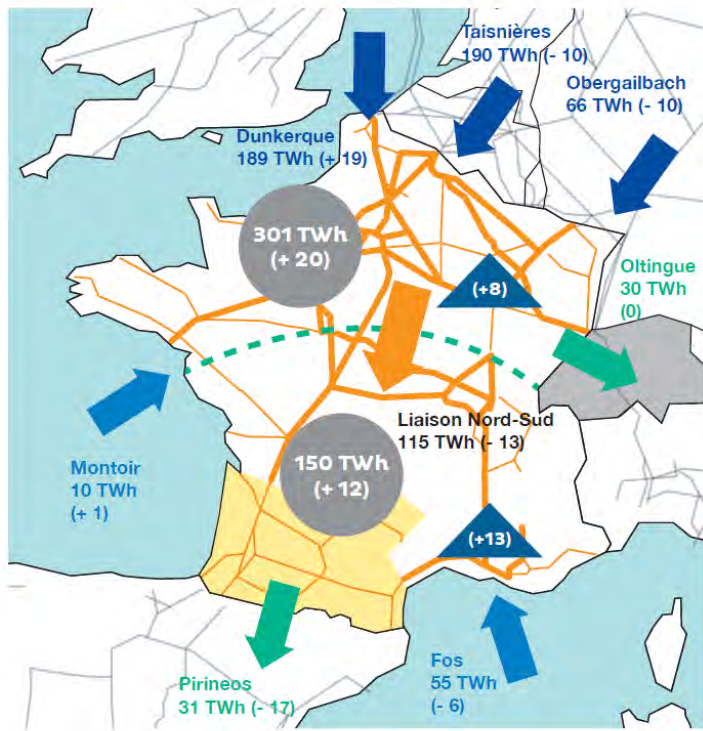 Taisnières
190 TWh (- 10)
Obergailbach
66 TWh (- 10)
Dunkerque
189 TWh (+ 19)
301 TWh
(+ 20)
(+8)
Oltingue
30 TWh
(0)
Liaison Nord-Sud
115 TWh (- 13)
150 TWh
(+ 12)
Montoir
10 TWh
(+ 1)
(+13)
Pirineos
31 TWh (- 17)
Fos
55 TWh
(- 6)